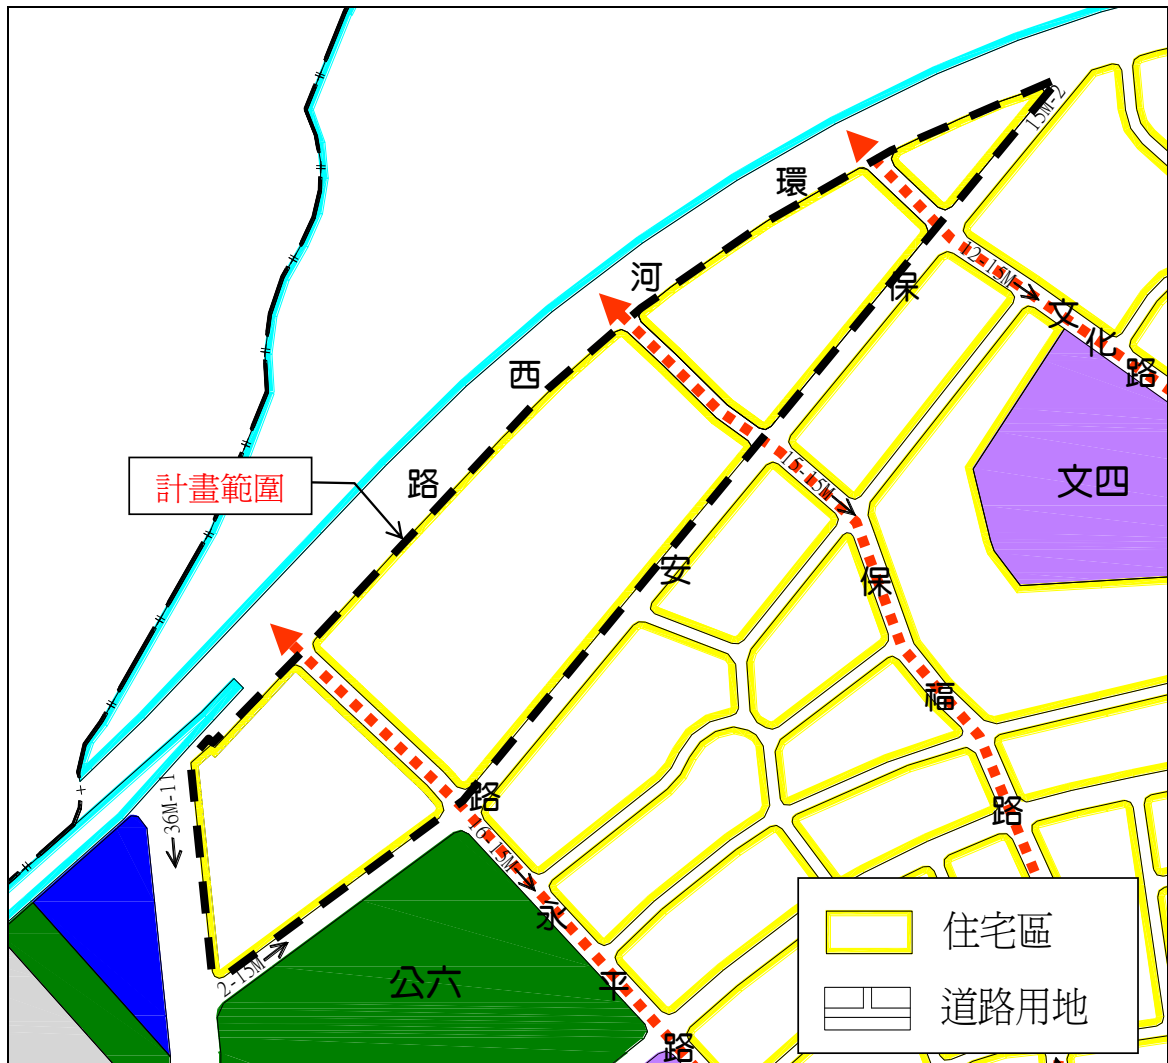 15M-2
環
河
西
路
保
安
路
12-15M
文
化
路
文四
計畫範圍
15-15M
保
福
路
36M-11
16-15M
永
平
路
2-15M
公六
住宅區
道路用地